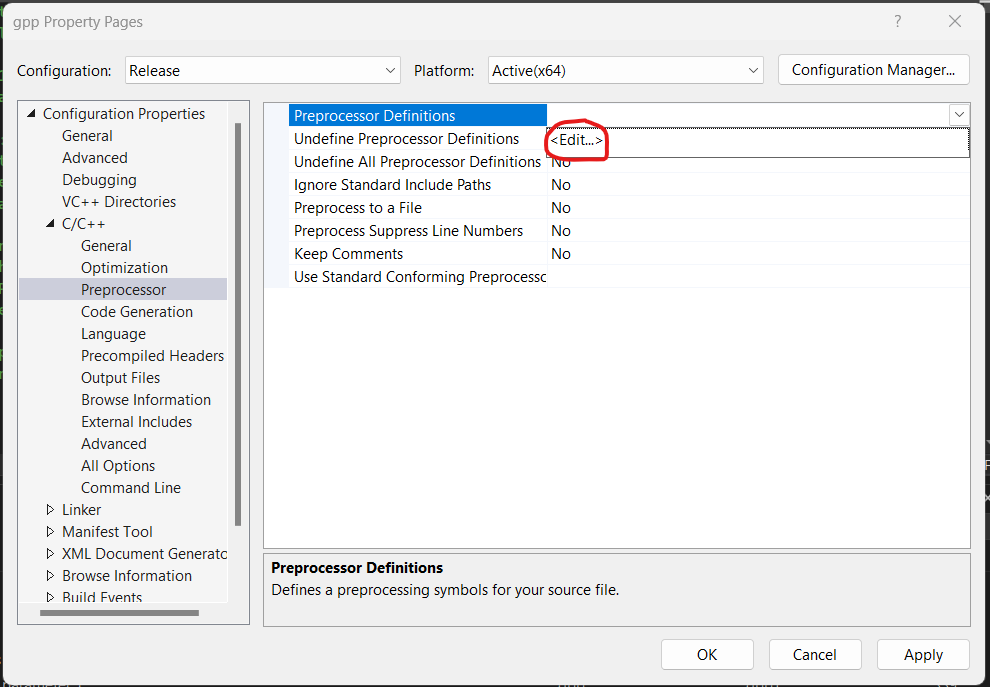 gpp Property Pages
Configuration: Release Platform: Active(x64) Configuration Manager...
Configuration Properties
General
Advanced
Debugging
VC++ Directories
C/C++
General
Optimization
Preprocessor
Code Generation
Language
Precompiled Headers
Output Files
Browse Information
External Includes
Advanced
All Options
Command Line
Linker
Manifest Tool
XML Document Generato
Browse Information
Build Events
Preprocessor Definitions
Undefine Preprocessor Definitions <Edit...>
Undefine All Preprocessor Definitions No
Ignore Standard Include Paths No
Preprocess to a File No
Preprocess Suppress Line Numbers No
Keep Comments No
Use Standard Conforming Preprocessc
Preprocessor Definitions
Defines a preprocessing symbols for your source file.
OK Cancel Apply